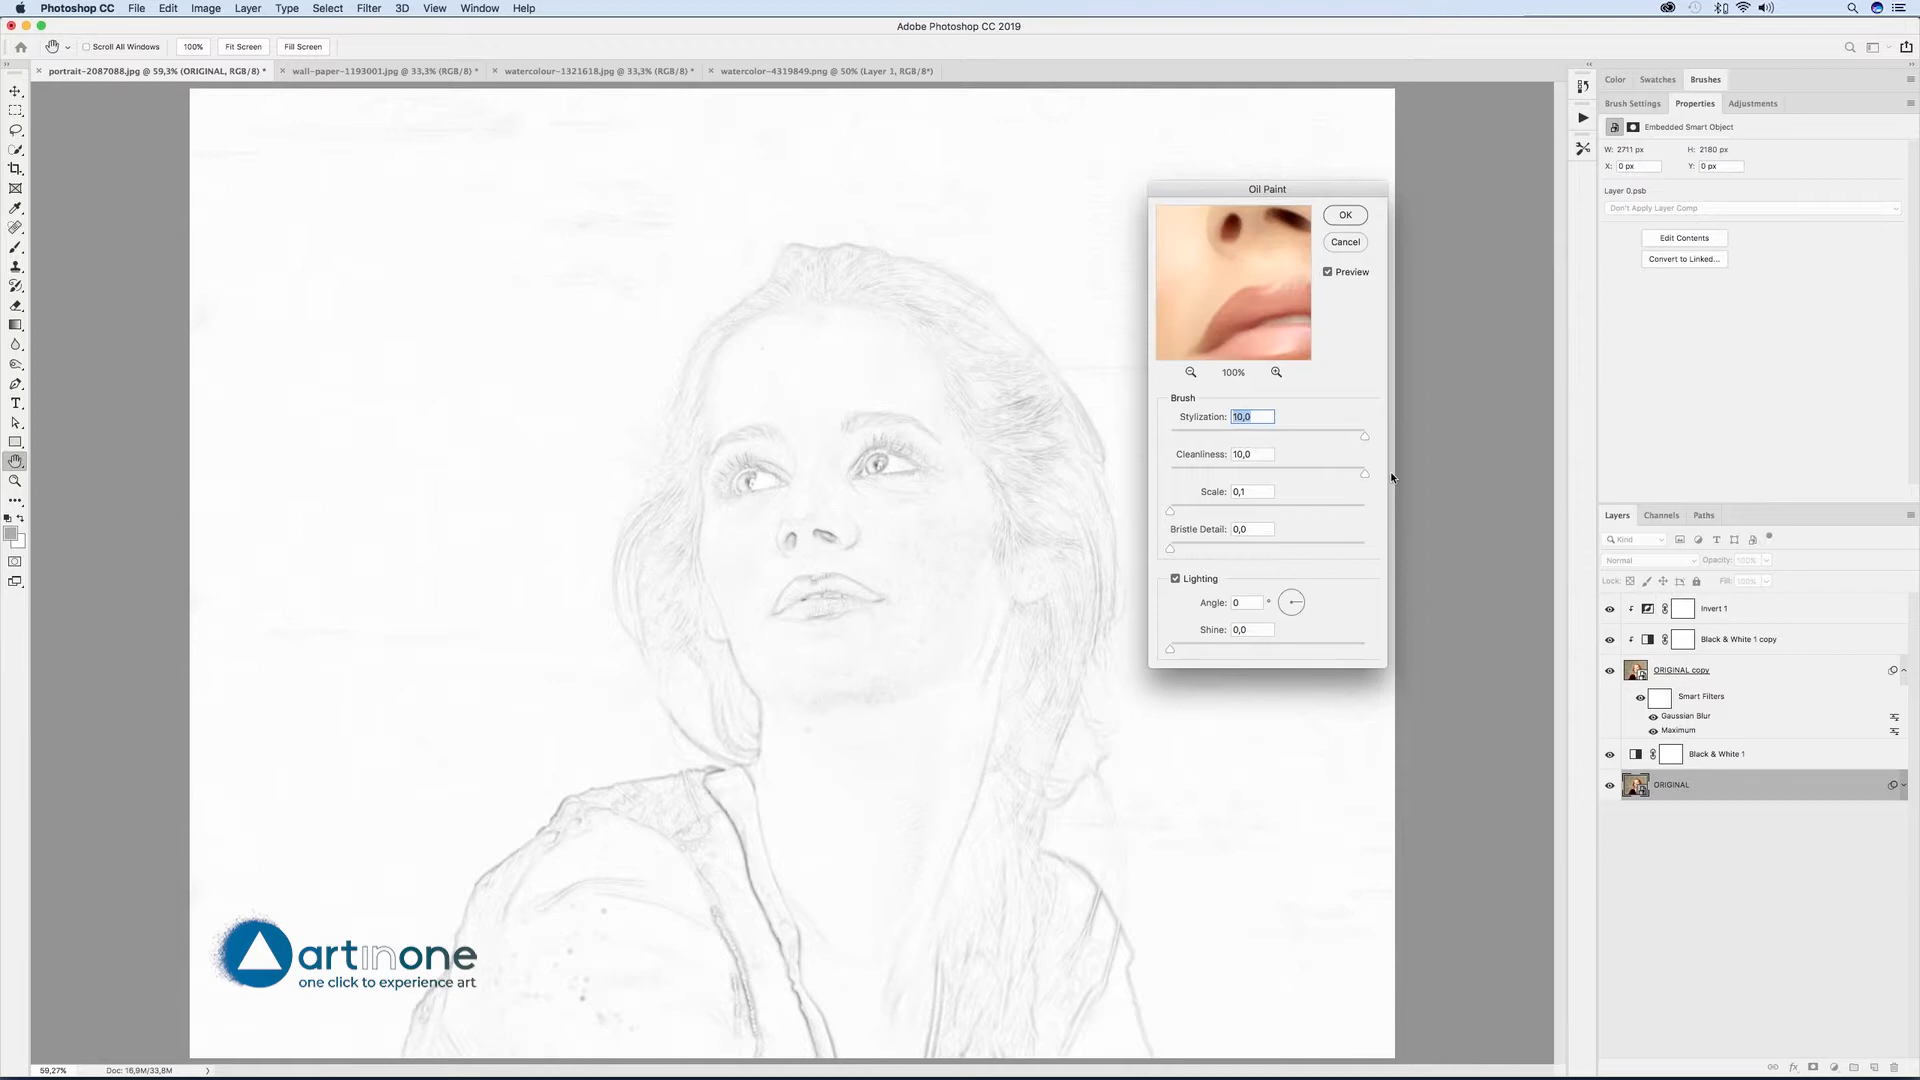 Photoshop CC File Edit Image Layer Type Select Filter 3D View Window Help
Adobe Photoshop CC 2019
Scroll All Windows 100% Fit Screen Fill Screen
portrait-2087088.jpg @ 59,3% (ORIGINAL, RGB/8) * wall-paper-1193001.jpg @ 33,3% (RGB/8) * watercolour-1321618.jpg @ 33,3% (RGB/8) * watercolor-4319849.png @ 50% (Layer 1, RGB/8*)
Color Swatches Brushes
Brush Settings Properties Adjustments
Embedded Smart Object
W: 2711 px H: 2180 px
X: 0 px Y: 0 px
Layer 0.psb
Don't Apply Layer Comp
Edit Contents
Convert to Linked...
Oil Paint
OK
Cancel
Preview
100%
Brush
Stylization: 10,0
Cleanliness: 10,0
Scale: 0,1
Bristle Detail: 0,0
Lighting
Angle: 0 °
Shine: 0,0
Layers Channels Paths
Kind
Normal Opacity: 100%
Lock: Fill: 100%
Invert 1
Black & White 1 copy
ORIGINAL copy
Smart Filters
Gaussian Blur
Maximum
Black & White 1
ORIGINAL
artinone
one click to experience art
59,27% Doc: 16,9M/33,8M